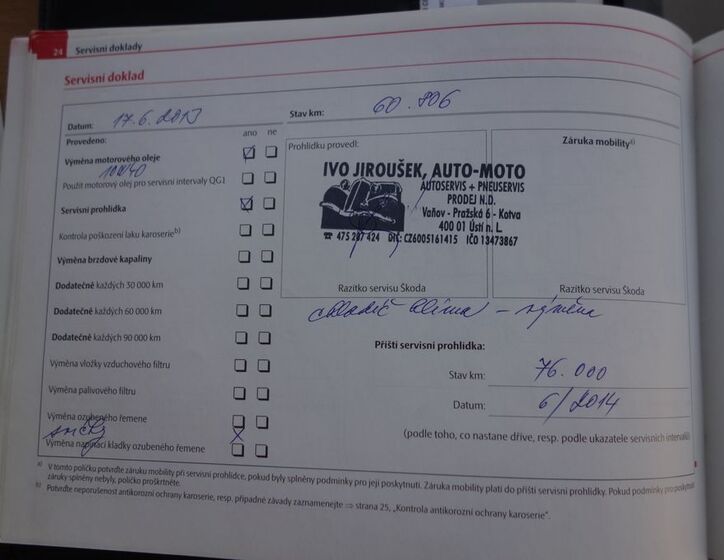 24 Servisní doklady
Servisní doklad
Datum: 17.6.2013
Stav km: 60.806
Provedeno: ano ne
Výměna motorového oleje
10W40
Použit motorový olej pro servisní intervaly QG1
Servisní prohlídka
Kontrola poškození laku karoserie b)
Výměna brzdové kapaliny
Dodatečně každých 30 000 km
Dodatečně každých 60 000 km
Dodatečně každých 90 000 km
Výměna vložky vzduchového filtru
Výměna palivového filtru
Výměna ozubeného řemene
Výměna napínací kladky ozubeného řemene
Prohlídku provedl:
IVO JIROUŠEK, AUTO-MOTO
AUTOSERVIS + PNEUSERVIS
PRODEJ N.D.
Vaňov - Pražská 6 - Kotva
400 01 Ústí n. L.
☎ 475 207 424 DIČ: CZ6005161415 IČO 13473867
Razítko servisu Škoda
Záruka mobility a)
Razítko servisu Škoda
chladič klima - výměna
Příští servisní prohlídka:
Stav km: 76.000
Datum: 6/2014
(podle toho, co nastane dříve, resp. podle ukazatele servisních intervalů)
a) V tomto políčku potvrďte záruku mobility při servisní prohlídce, pokud byly splněny podmínky pro její poskytnutí. Záruka mobility platí do příští servisní prohlídky. Pokud podmínky pro poskytnutí
záruky splněny nebyly, políčko proškrtněte.
b) Potvrďte neporušenost antikorozní ochrany karoserie, resp. případné závady zaznamenejte ⇒ strana 25, „Kontrola antikorozní ochrany karoserie“.